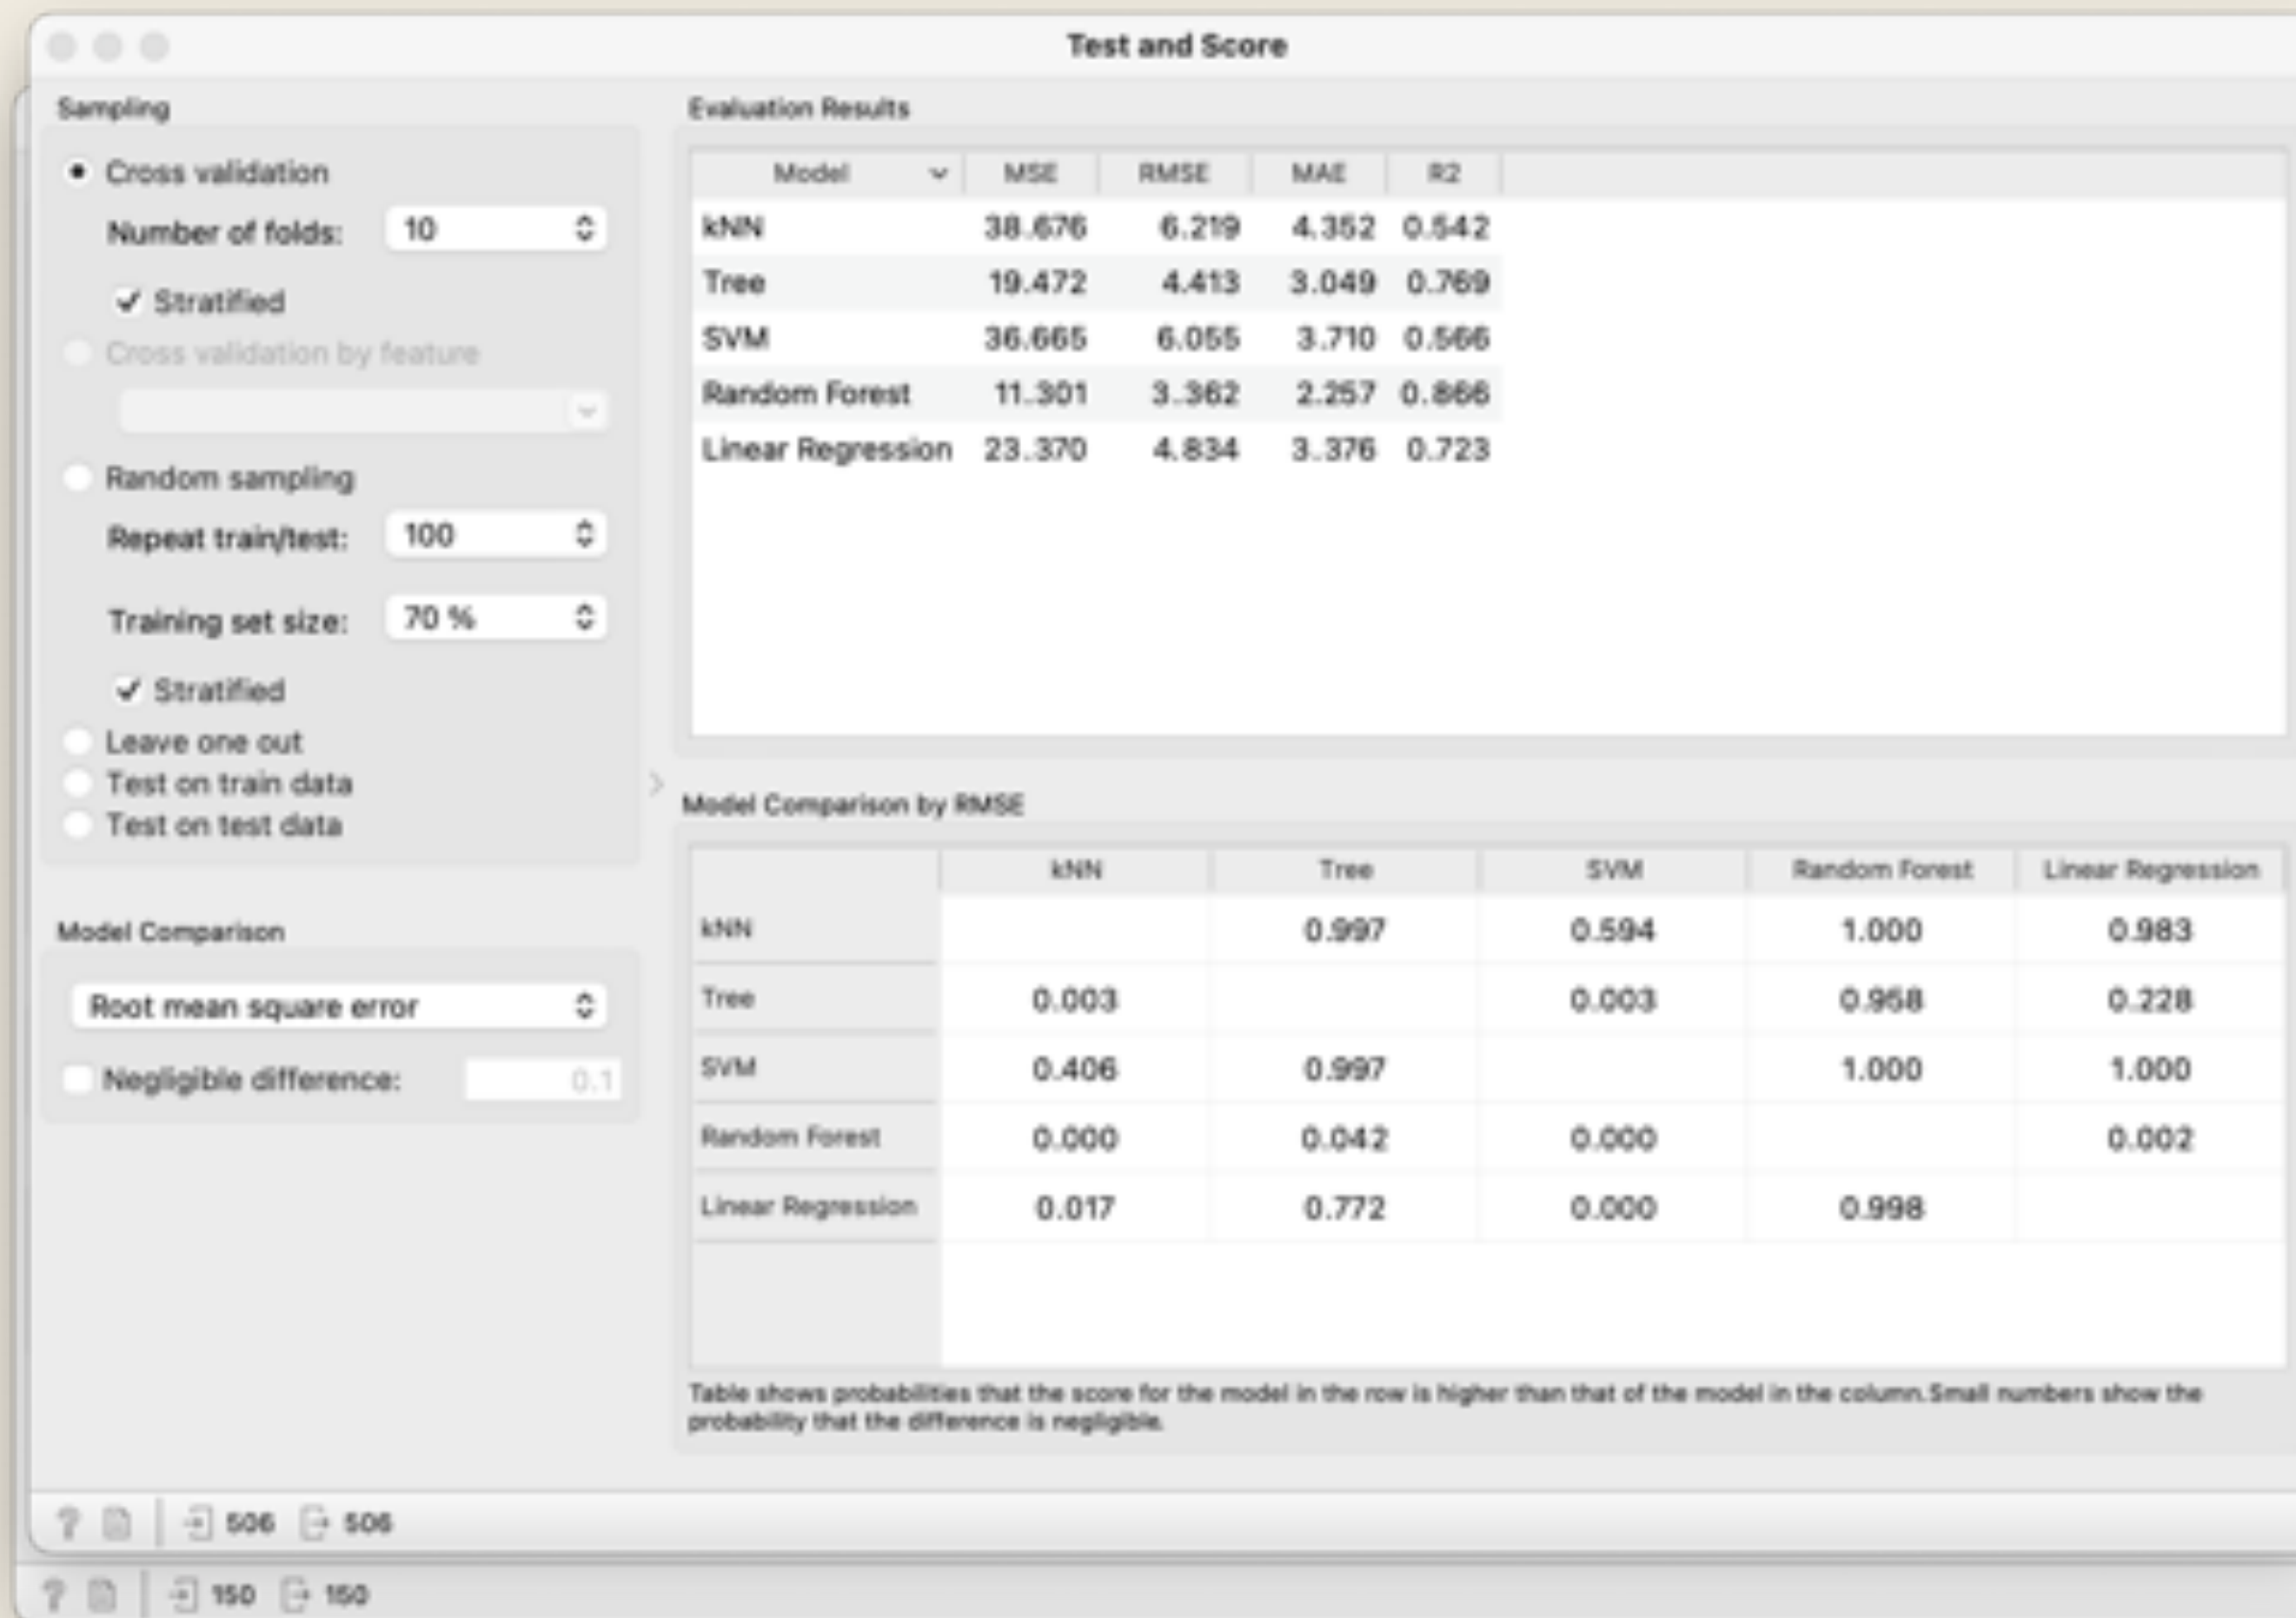 Test and Score
Sampling
Cross validation
Number of folds: 10
Stratified
Cross validation by feature
Random sampling
Repeat train/test: 100
Training set size: 70 %
Stratified
Leave one out
Test on train data
Test on test data
Model Comparison
Root mean square error
Negligible difference: 0.1
Evaluation Results
Model MSE RMSE MAE R2
kNN 38.676 6.219 4.352 0.542
Tree 19.472 4.413 3.049 0.769
SVM 36.665 6.055 3.710 0.566
Random Forest 11.301 3.362 2.257 0.866
Linear Regression 23.370 4.834 3.376 0.723
Model Comparison by RMSE
kNN Tree SVM Random Forest Linear Regression
kNN 0.997 0.594 1.000 0.983
Tree 0.003 0.003 0.958 0.228
SVM 0.406 0.997 1.000 1.000
Random Forest 0.000 0.042 0.000 0.002
Linear Regression 0.017 0.772 0.000 0.998
Table shows probabilities that the score for the model in the row is higher than that of the model in the column.Small numbers show the
probability that the difference is negligible.
? 506 506
? 150 150